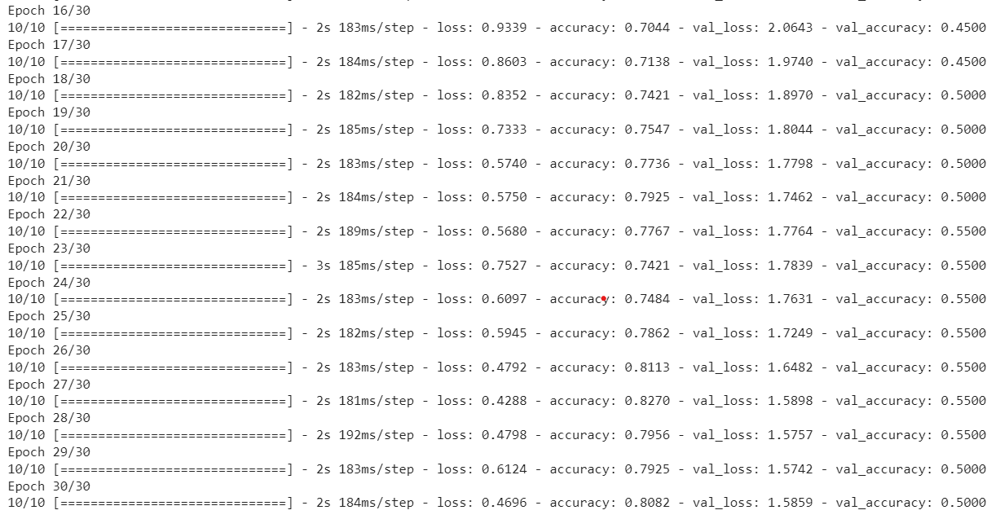 Epoch 16/30
10/10 [==============================] - 2s 183ms/step - loss: 0.9339 - accuracy: 0.7044 - val_loss: 2.0643 - val_accuracy: 0.4500
Epoch 17/30
10/10 [==============================] - 2s 184ms/step - loss: 0.8603 - accuracy: 0.7138 - val_loss: 1.9740 - val_accuracy: 0.4500
Epoch 18/30
10/10 [==============================] - 2s 182ms/step - loss: 0.8352 - accuracy: 0.7421 - val_loss: 1.8970 - val_accuracy: 0.5000
Epoch 19/30
10/10 [==============================] - 2s 185ms/step - loss: 0.7333 - accuracy: 0.7547 - val_loss: 1.8044 - val_accuracy: 0.5000
Epoch 20/30
10/10 [==============================] - 2s 183ms/step - loss: 0.5740 - accuracy: 0.7736 - val_loss: 1.7798 - val_accuracy: 0.5000
Epoch 21/30
10/10 [==============================] - 2s 184ms/step - loss: 0.5750 - accuracy: 0.7925 - val_loss: 1.7462 - val_accuracy: 0.5000
Epoch 22/30
10/10 [==============================] - 2s 189ms/step - loss: 0.5680 - accuracy: 0.7767 - val_loss: 1.7764 - val_accuracy: 0.5500
Epoch 23/30
10/10 [==============================] - 3s 185ms/step - loss: 0.7527 - accuracy: 0.7421 - val_loss: 1.7839 - val_accuracy: 0.5500
Epoch 24/30
10/10 [==============================] - 2s 183ms/step - loss: 0.6097 - accuracy: 0.7484 - val_loss: 1.7631 - val_accuracy: 0.5500
Epoch 25/30
10/10 [==============================] - 2s 182ms/step - loss: 0.5945 - accuracy: 0.7862 - val_loss: 1.7249 - val_accuracy: 0.5500
Epoch 26/30
10/10 [==============================] - 2s 183ms/step - loss: 0.4792 - accuracy: 0.8113 - val_loss: 1.6482 - val_accuracy: 0.5500
Epoch 27/30
10/10 [==============================] - 2s 181ms/step - loss: 0.4288 - accuracy: 0.8270 - val_loss: 1.5898 - val_accuracy: 0.5500
Epoch 28/30
10/10 [==============================] - 2s 192ms/step - loss: 0.4798 - accuracy: 0.7956 - val_loss: 1.5757 - val_accuracy: 0.5500
Epoch 29/30
10/10 [==============================] - 2s 183ms/step - loss: 0.6124 - accuracy: 0.7925 - val_loss: 1.5742 - val_accuracy: 0.5000
Epoch 30/30
10/10 [==============================] - 2s 184ms/step - loss: 0.4696 - accuracy: 0.8082 - val_loss: 1.5859 - val_accuracy: 0.5000